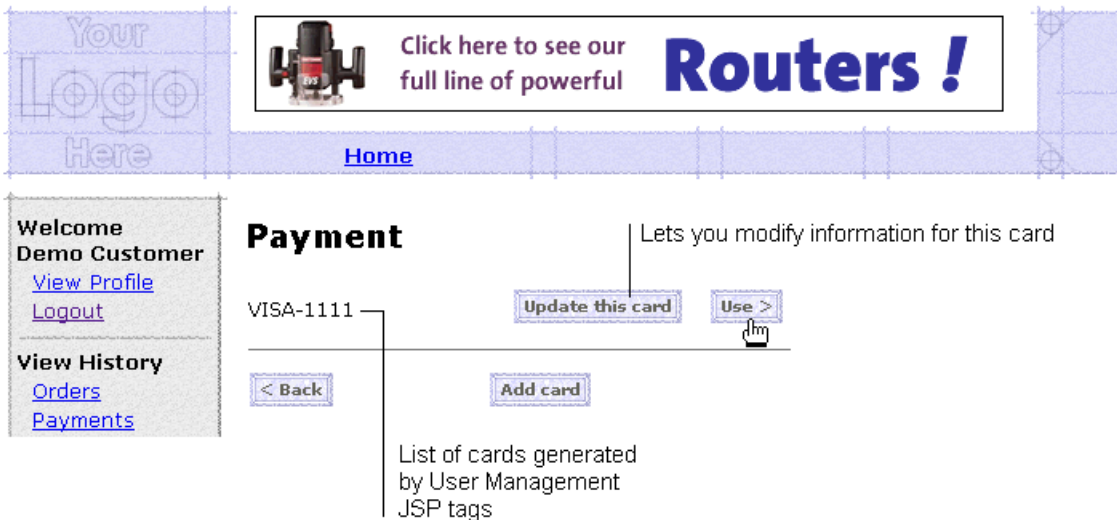 Your
Logo
Here
EVS
Click here to see our
full line of powerful
Routers !
Home
Welcome
Demo Customer
View Profile
Logout
View History
Orders
Payments
Payment
Lets you modify information for this card
VISA-1111
Update this card
Use >
< Back
Add card
List of cards generated
by User Management
JSP tags